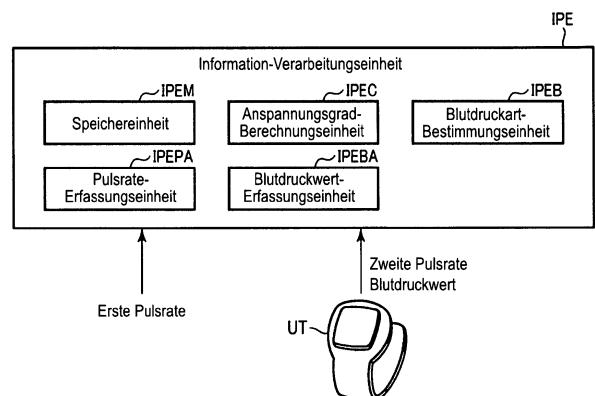 IPE
Information-Verarbeitungseinheit
IPEM
IPEC
IPEB
Speichereinheit
Anspannungsgrad-
Berechnungseinheit
Blutdruckart-
Bestimmungseinheit
IPEPA
IPEBA
Pulsrate-
Erfassungseinheit
Blutdruckwert-
Erfassungseinheit
Erste Pulsrate
Zweite Pulsrate
Blutdruckwert
UT